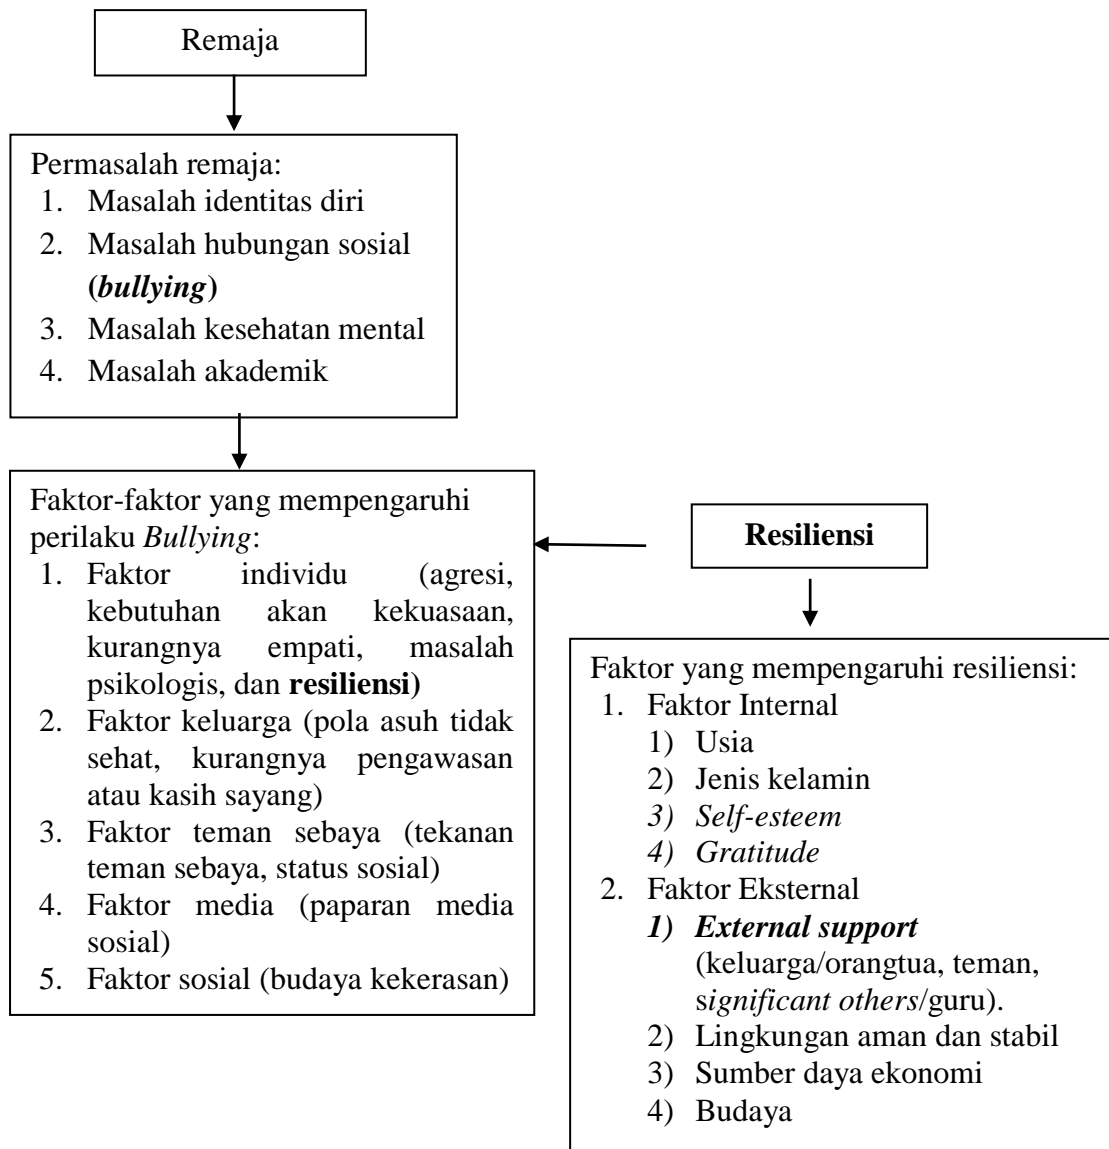 Remaja
Permasalah remaja:
1. Masalah identitas diri
2. Masalah hubungan sosial
(bullying)
3. Masalah kesehatan mental
4. Masalah akademik
Faktor-faktor yang mempengaruhi
perilaku Bullying:
1. Faktor individu (agresi,
kebutuhan akan kekuasaan,
kurangnya empati, masalah
psikologis, dan resiliensi)
2. Faktor keluarga (pola asuh tidak
sehat, kurangnya pengawasan
atau kasih sayang)
3. Faktor teman sebaya (tekanan
teman sebaya, status sosial)
4. Faktor media (paparan media
sosial)
5. Faktor sosial (budaya kekerasan)
Resiliensi
Faktor yang mempengaruhi resiliensi:
1. Faktor Internal
1) Usia
2) Jenis kelamin
3) Self-esteem
4) Gratitude
2. Faktor Eksternal
1) External support
(keluarga/orangtua, teman,
significant others/guru).
2) Lingkungan aman dan stabil
3) Sumber daya ekonomi
4) Budaya